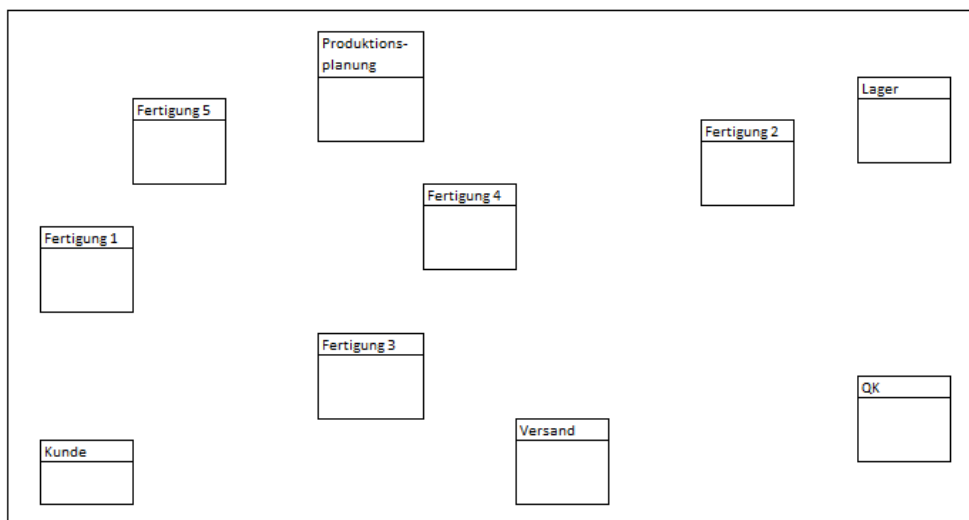 Produktions-
planung
Lager
Fertigung 5
Fertigung 2
Fertigung 4
Fertigung 1
Fertigung 3
QK
Versand
Kunde